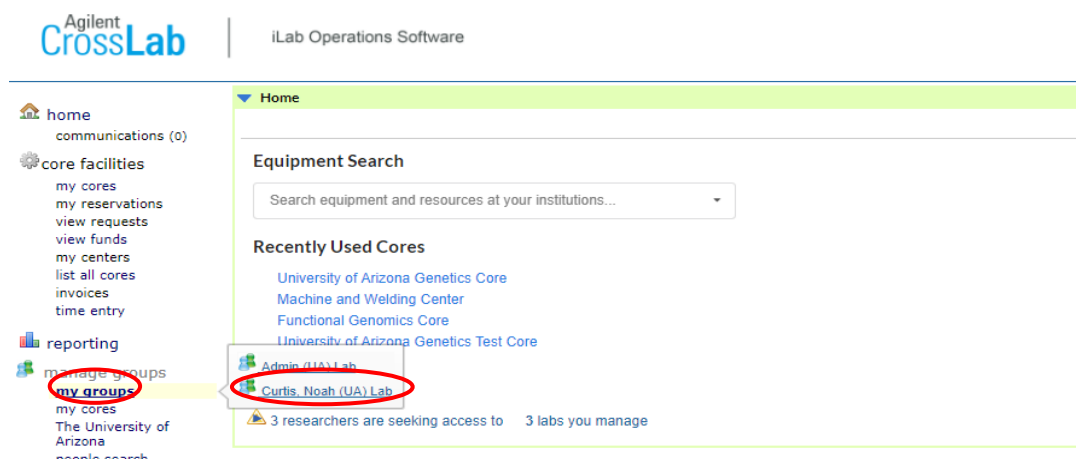 Agilent
CrossLab
iLab Operations Software
home
communications (0)
core facilities
my cores
my reservations
view requests
view funds
my centers
list all cores
invoices
time entry
reporting
manage groups
my groups
my cores
The University of
Arizona
people search
Home
Equipment Search
Search equipment and resources at your institutions...
Recently Used Cores
University of Arizona Genetics Core
Machine and Welding Center
Functional Genomics Core
University of Arizona Genetics Test Core
Admin (UA) Lab
Curtis, Noah (UA) Lab
3 researchers are seeking access to 3 labs you manage